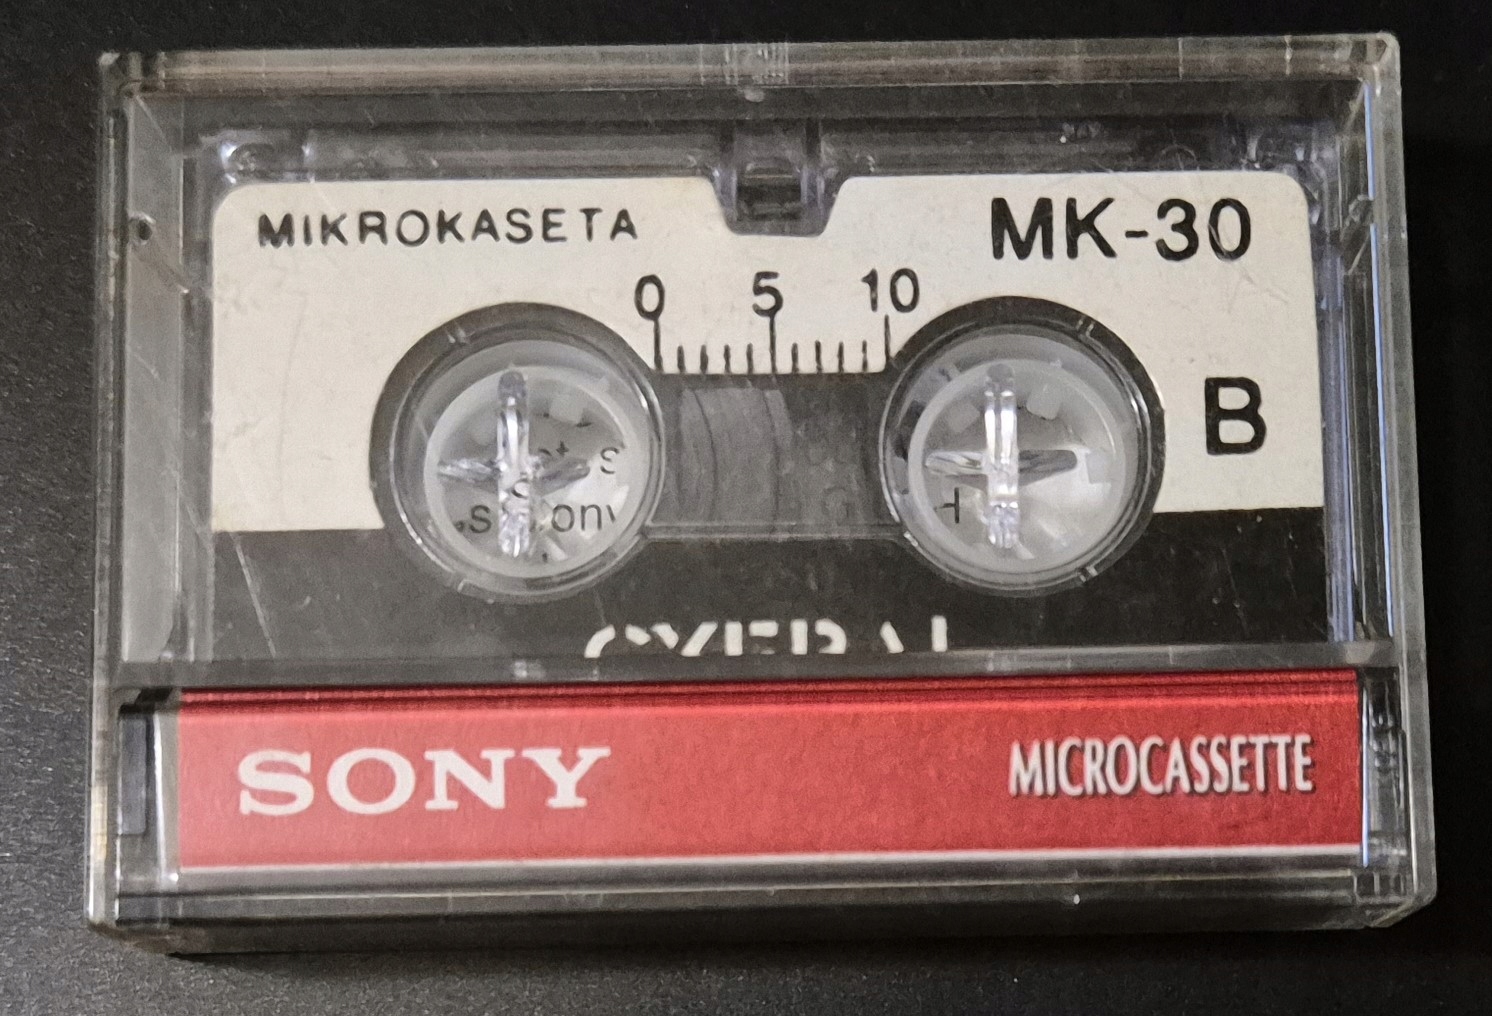 MIKROKASETA
MK-30
0 5 10
B
SONY
MICROCASSETTE